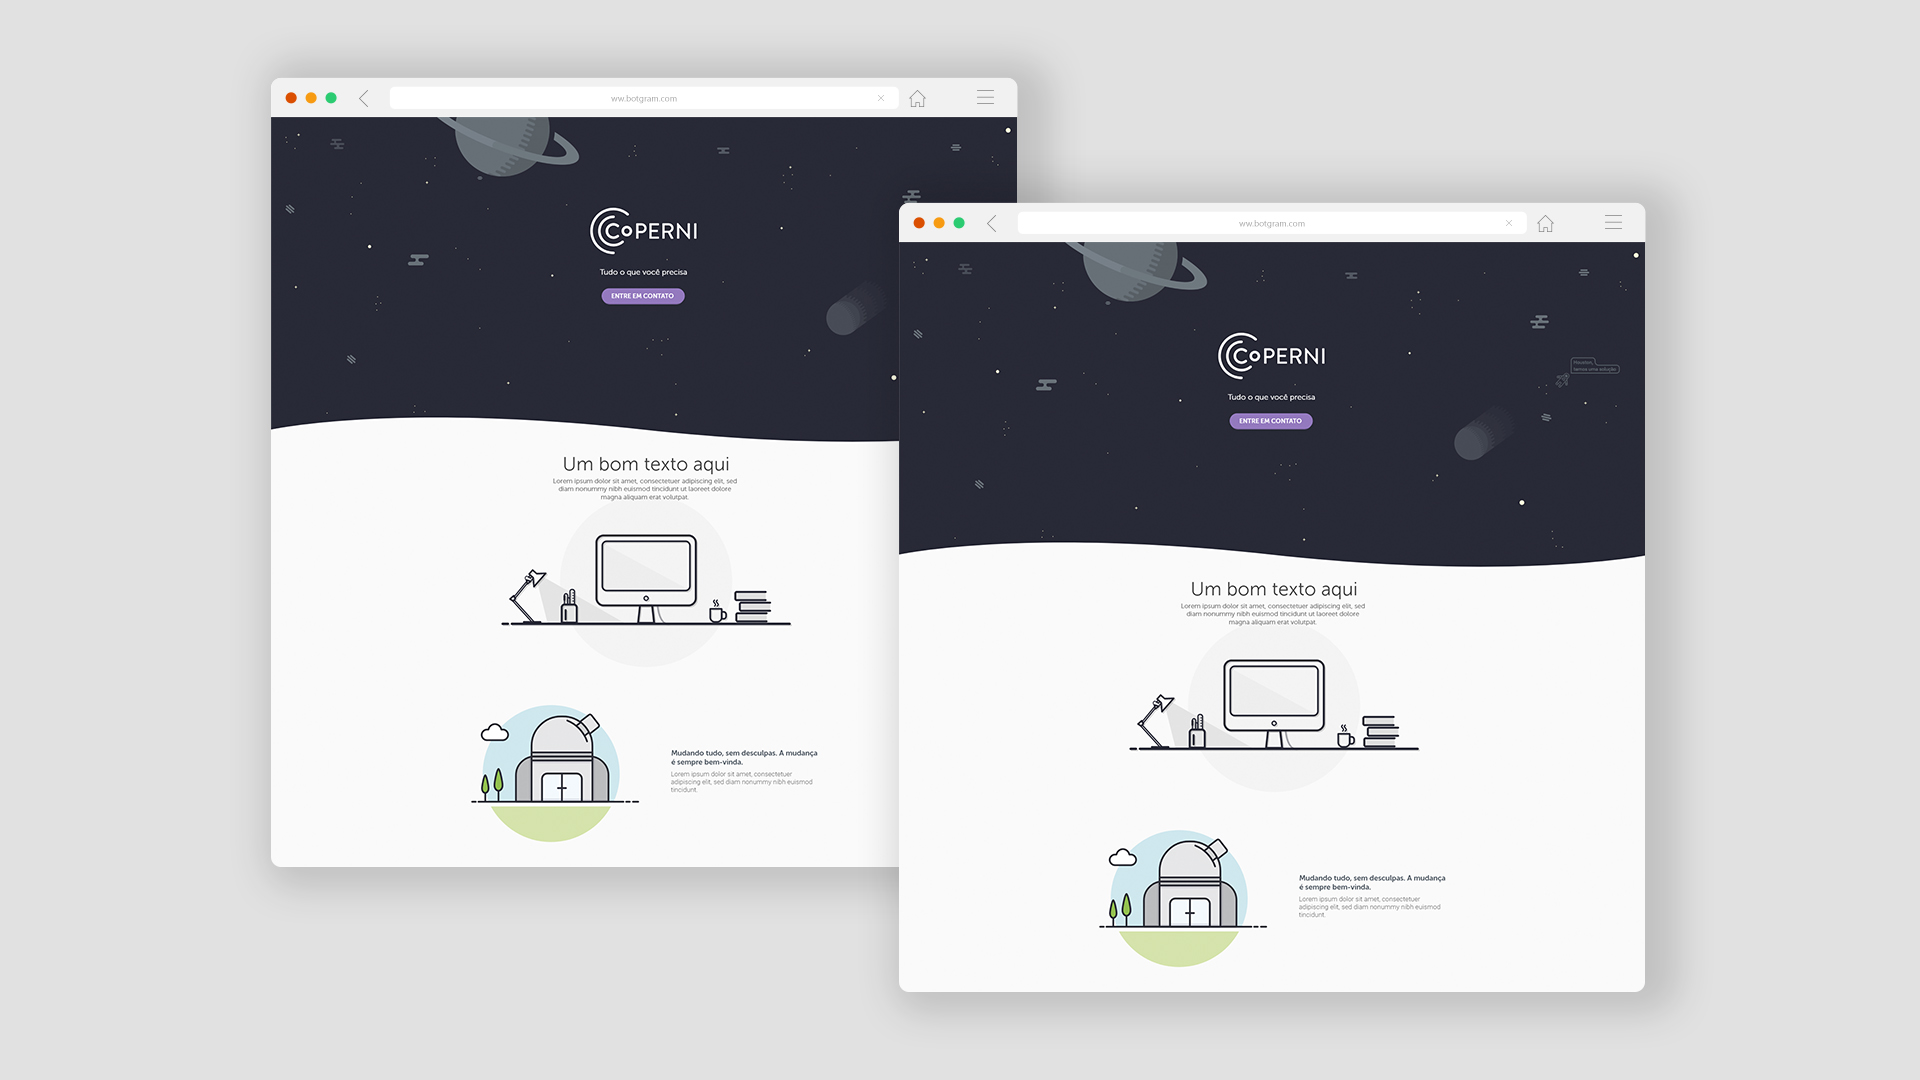 ww.botgram.com
CoPERNI
Tudo o que você precisa
ENTRE EM CONTATO
Um bom texto aqui
Lorem ipsum dolor sit amet, consectetuer adipiscing elit, sed
diam nonummy nibh euismod tincidunt ut laoreet dolore
magna aliquam erat volutpat.
Mudando tudo, sem desculpas. A mudança
é sempre bem-vinda.
Lorem ipsum dolor sit amet, consectetuer
adipiscing elit, sed diam nonummy nibh euismod
tincidunt.
ww.botgram.com
CoPERNI
temos uma solução
Tudo o que você precisa
ENTRE EM CONTATO
Um bom texto aqui
Lorem ipsum dolor sit amet, consectetuer adipiscing elit, sed
diam nonummy nibh euismod tincidunt ut laoreet dolore
magna aliquam erat volutpat.
Mudando tudo, sem desculpas. A mudança
é sempre bem-vinda.
Lorem ipsum dolor sit amet, consectetuer
adipiscing elit, sed diam nonummy nibh euismod
tincidunt.